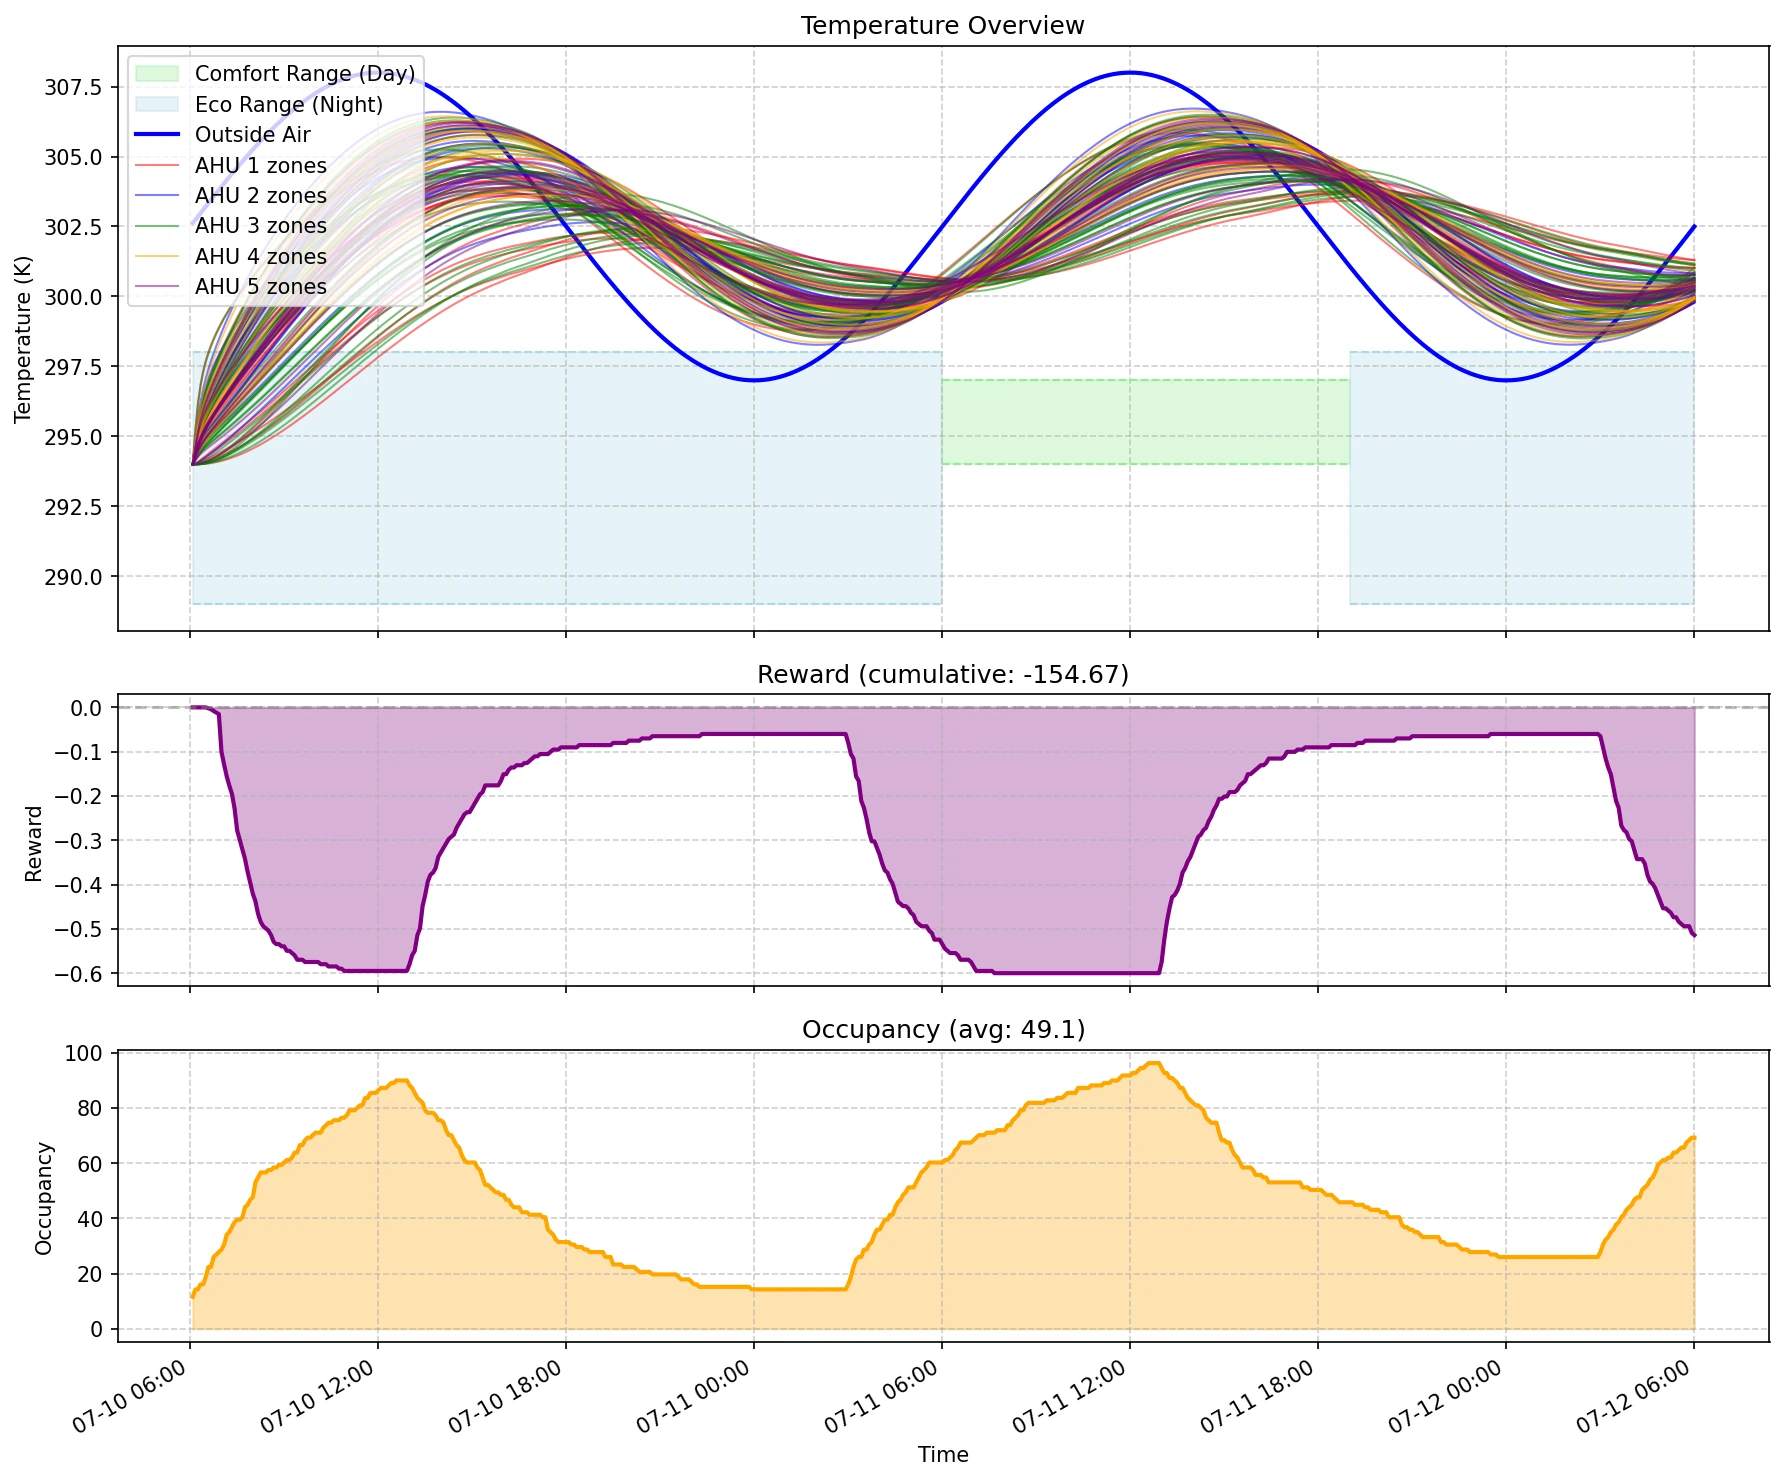 Temperature Overview
Comfort Range (Day)
Eco Range (Night)
Outside Air
AHU 1 zones
AHU 2 zones
AHU 3 zones
AHU 4 zones
AHU 5 zones
307.5
305.0
302.5
300.0
297.5
295.0
292.5
290.0
Temperature (K)
Reward (cumulative: -154.67)
0.0
−0.1
−0.2
−0.3
−0.4
−0.5
−0.6
Reward
Occupancy (avg: 49.1)
100
80
60
40
20
0
Occupancy
07-10 06:00
07-10 12:00
07-10 18:00
07-11 00:00
07-11 06:00
07-11 12:00
07-11 18:00
07-12 00:00
07-12 06:00
Time